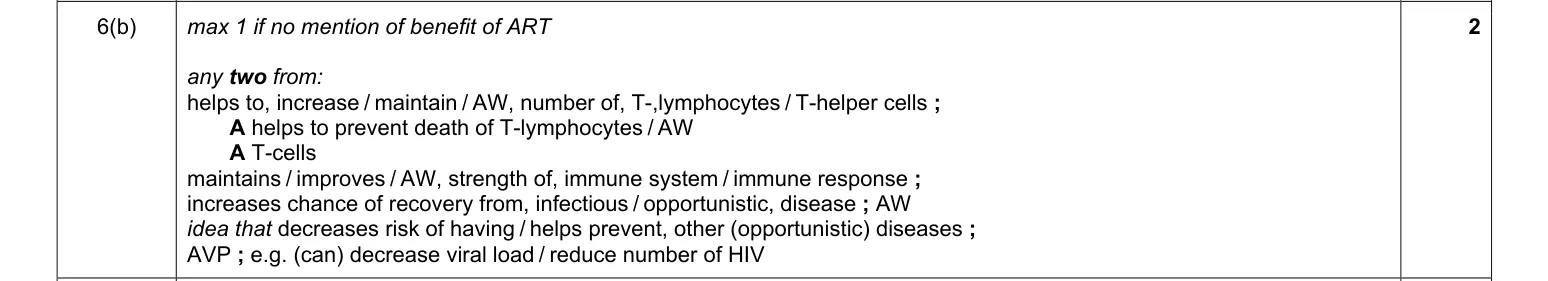 6(b) max 1 if no mention of benefit of ART 2
any two from:
helps to, increase / maintain / AW, number of, T-,lymphocytes / T-helper cells ;
A helps to prevent death of T-lymphocytes / AW
A T-cells
maintains / improves / AW, strength of, immune system / immune response ;
increases chance of recovery from, infectious / opportunistic, disease ; AW
idea that decreases risk of having / helps prevent, other (opportunistic) diseases ;
AVP ; e.g. (can) decrease viral load / reduce number of HIV